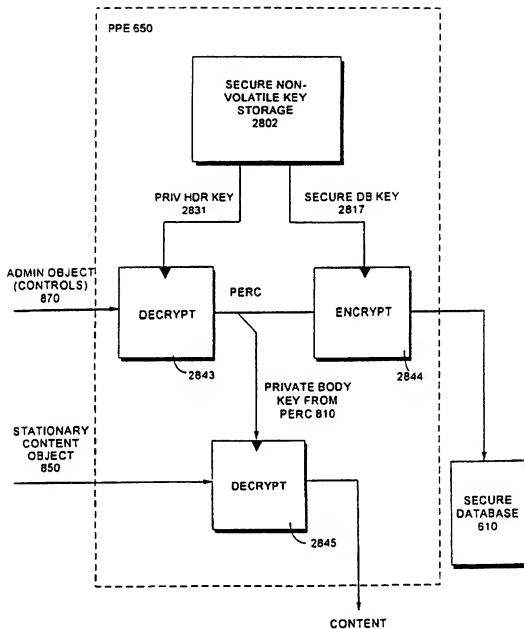 PPE 650
SECURE NON-
VOLATILE KEY
STORAGE
2802
PRIV HDR KEY
2831
SECURE DB KEY
2817
ADMIN OBJECT
(CONTROLS)
870
DECRYPT
PERC
ENCRYPT
2843
2844
PRIVATE BODY
KEY FROM
PERC 810
STATIONARY
CONTENT
OBJECT
850
DECRYPT
2845
SECURE
DATABASE
610
CONTENT